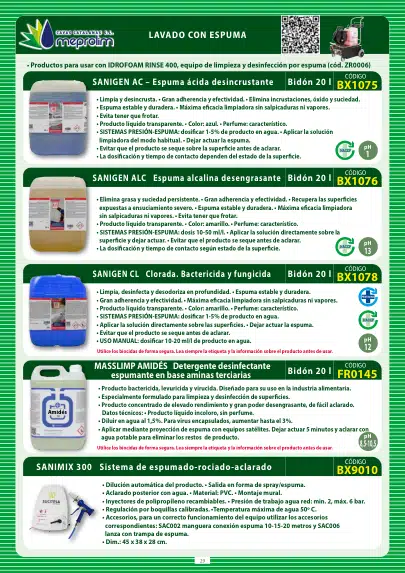 TAPAS CATALANAS S.L.
meprolim
LAVADO CON ESPUMA
• Productos para usar con IDROFOAM RINSE 400, equipo de limpieza y desinfección por espuma (cód. ZR0006)
SANIGEN AC – Espuma ácida desincrustante Bidón 20 l
CÓDIGO
BX1075
• Limpia y desincrusta. • Gran adherencia y efectividad. • Elimina incrustaciones, óxido y suciedad.
• Espuma estable y duradera. • Máxima eficacia limpiadora sin salpicaduras ni vapores.
• Evita tener que frotar.
• Producto líquido transparente. • Color: azul. • Perfume: característico.
• SISTEMAS PRESIÓN-ESPUMA: dosificar 1-5% de producto en agua. • Aplicar la solución
limpiadora del modo habitual. - Dejar actuar la espuma.
• Evitar que el producto se seque sobre la superficie antes de aclarar.
• La dosificación y tiempo de contacto dependen del estado de la superficie.
pH
1
SANIGEN ALC - Espuma alcalina desengrasante Bidón 20 l
CÓDIGO
BX1076
• Elimina grasa y suciedad persistente. • Gran adherencia y efectividad. • Recupera las superficies
expuestas a ensuciamiento severo. • Espuma estable y duradera. • Máxima eficacia limpiadora
sin salpicaduras ni vapores. • Evita tener que frotar.
• Producto líquido transparente. • Color: amarillo. • Perfume: característico.
• SISTEMAS PRESIÓN-ESPUMA: dosis 10-50 ml/l. • Aplicar la solución directamente sobre la
superficie y dejar actuar. • Evitar que el producto se seque antes de aclarar.
• La dosificación y tiempo de contacto según estado de la superficie.
pH
13
SANIGEN CL Clorada. Bactericida y fungicida Bidón 20 l
CÓDIGO
BX1078
• Limpia, desinfecta y desodoriza en profundidad. • Espuma estable y duradera.
• Gran adherencia y efectividad. • Máxima eficacia limpiadora sin salpicaduras ni vapores.
• Producto líquido transparente. • Color: amarillo. • Perfume: característico.
• SISTEMAS PRESIÓN-ESPUMA: dosificar 1-5% de producto en agua.
• Aplicar la solución directamente sobre las superficies. • Dejar actuar la espuma.
• Evitar que el producto se seque antes de aclarar.
• USO MANUAL: dosificar 10-20 ml/l de producto en agua.
Utilice los biocidas de forma segura. Lea siempre la etiqueta y la información sobre el producto antes de usar.
pH
12
MASSLIMP AMIDÉS Detergente desinfectante
espumante en base aminas terciarias
Bidón 20 l
CÓDIGO
FR0145
Amidés
• Producto bactericida, levuricida y virucida. Diseñado para su uso en la industria alimentaria.
• Especialmente formulado para limpieza y desinfección de superficies.
• Producto concentrado de elevado rendimiento y gran poder desengrasante, de fácil aclarado.
Datos técnicos: • Producto líquido incoloro, sin perfume.
• Diluir en agua al 1,5%. Para virus encapsulados, aumentar hasta el 3%.
• Aplicar mediante proyección de espuma con equipos satélites. Dejar actuar 5 minutos y aclarar con
agua potable para eliminar los restos de producto.
Utilice los biocidas de forma segura. Lea siempre la etiqueta y la información sobre el producto antes de usar.
pH
SANIMIX 300 Sistema de espumado-rociado-aclarado
CÓDIGO
BX9010
• Dilución automática del producto. • Salida en forma de spray/espuma.
• Aclarado posterior con agua. • Material: PVC. • Montaje mural.
• Inyectores de polipropileno recambiables. • Presión de trabajo agua red: mín. 2, máx. 6 bar.
• Regulación por boquillas calibradas. •Temperatura máxima de agua 50º C.
• Accesorios, para un correcto funcionamiento del equipo utilizar los accesorios
correspondientes: SAC002 manguera conexión espuma 10-15-20 metros y SAC006
lanza con trampa de espuma.
• Dim.: 45 x 38 x 28 cm.